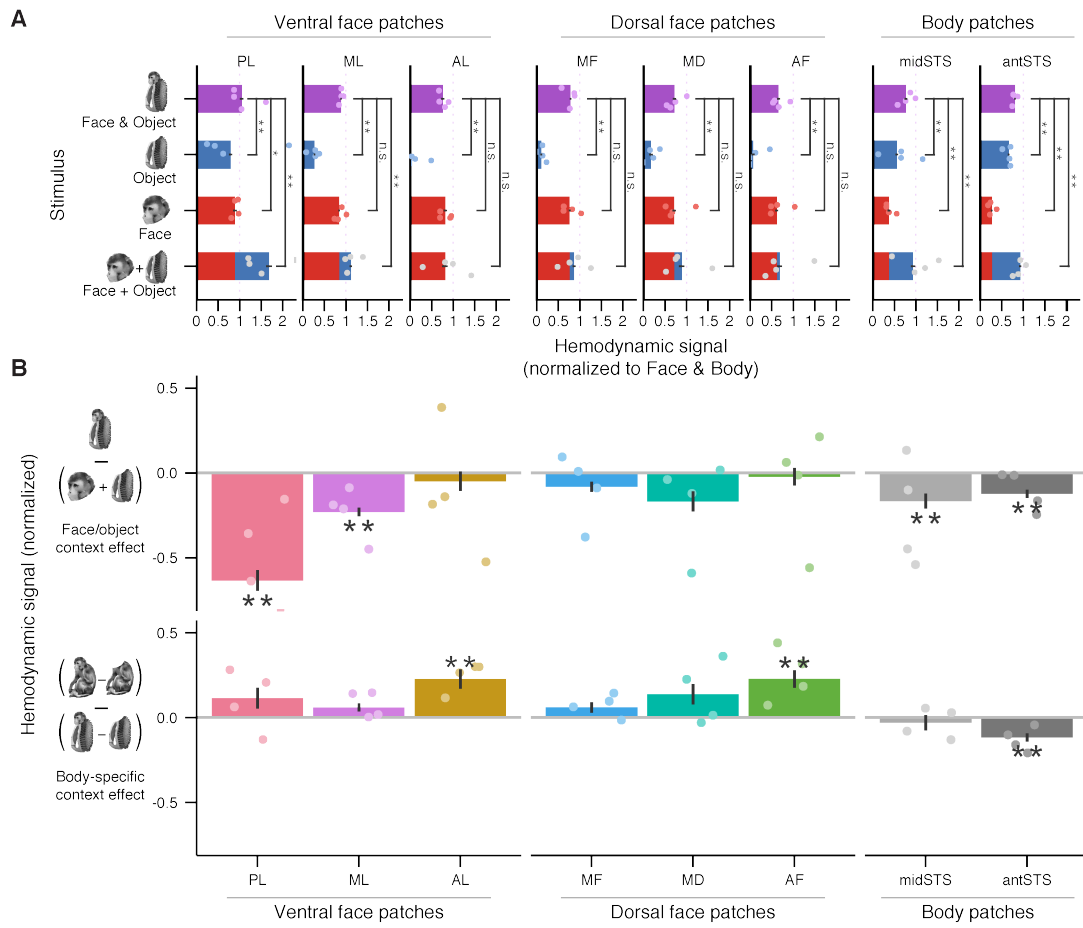 A
Ventral face patches
Dorsal face patches
Body patches
PL
ML
AL
MF
MD
AF
midSTS
antSTS
Stimulus
Face & Object
Object
Face
+
Face + Object
** * **
** n.s. **
** n.s. n.s.
** n.s. n.s.
** n.s. n.s.
** n.s. n.s.
** ** **
** ** **
0 0.5 1 1.5 2
0 0.5 1 1.5 2
0 0.5 1 1.5 2
0 0.5 1 1.5 2
0 0.5 1 1.5 2
0 0.5 1 1.5 2
0 0.5 1 1.5 2
0 0.5 1 1.5 2
Hemodynamic signal
(normalized to Face & Body)
B
Hemodynamic signal (normalized)
–
( + )
Face/object
context effect
0.5
0.0
-0.5
** ** ** **
( – )
–
( – )
Body-specific
context effect
0.5
0.0
-0.5
** ** **
PL
ML
AL
MF
MD
AF
midSTS
antSTS
Ventral face patches
Dorsal face patches
Body patches